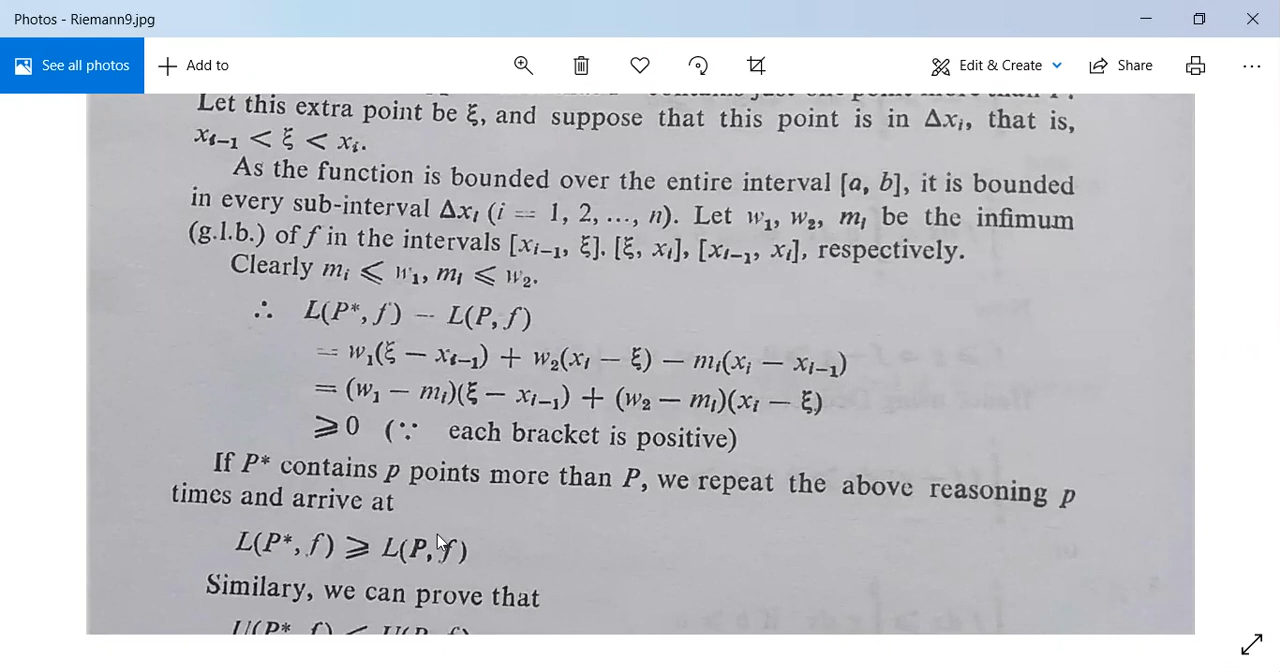 Photos - Riemann9.jpg
See all photos
Add to
Edit & Create
Share
Let this extra point be ξ, and suppose that this point is in Δxᵢ, that is,
xᵢ₋₁ < ξ < xᵢ.
As the function is bounded over the entire interval [a, b], it is bounded
in every sub-interval Δxᵢ (i = 1, 2, ..., n). Let w₁, w₂, mᵢ be the infimum
(g.l.b.) of f in the intervals [xᵢ₋₁, ξ], [ξ, xᵢ], [xᵢ₋₁, xᵢ], respectively.
Clearly mᵢ ⩽ w₁, mᵢ ⩽ w₂.
∴ L(P*, f) − L(P, f)
= w₁(ξ − xᵢ₋₁) + w₂(xᵢ − ξ) − mᵢ(xᵢ − xᵢ₋₁)
= (w₁ − mᵢ)(ξ − xᵢ₋₁) + (w₂ − mᵢ)(xᵢ − ξ)
⩾ 0 (∵ each bracket is positive)
If P* contains p points more than P, we repeat the above reasoning p
times and arrive at
L(P*, f) ⩾ L(P, f)
Similary, we can prove that